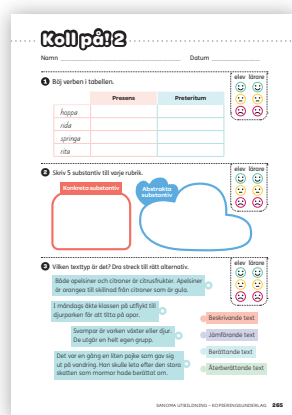 Koll på! 2
Namn Datum
elev lärare
1 Böj verben i tabellen.
Presens Preteritum
hoppa
rida
springa
rita
elev lärare
2 Skriv 5 substantiv till varje rubrik.
Konkreta substantiv
Abstrakta
substantiv
elev lärare
3 Vilken texttyp är det? Dra streck till rätt alternativ.
Både apelsiner och citroner är citrusfrukter. Apelsiner
är orangea till skillnad från citroner som är gula.
I måndags åkte klassen på utflykt till
djurparken för att titta på apor.
Svampar är varken växter eller djur.
De utgör en helt egen grupp.
Det var en gång en liten pojke som gav sig
ut på vandring. Han skulle leta efter den stora
skatten som mormor hade berättat om.
Beskrivande text
Jämförande text
Berättande text
Återberättande text
SANOMA UTBILDNING – KOPIERINGSUNDERLAG 265